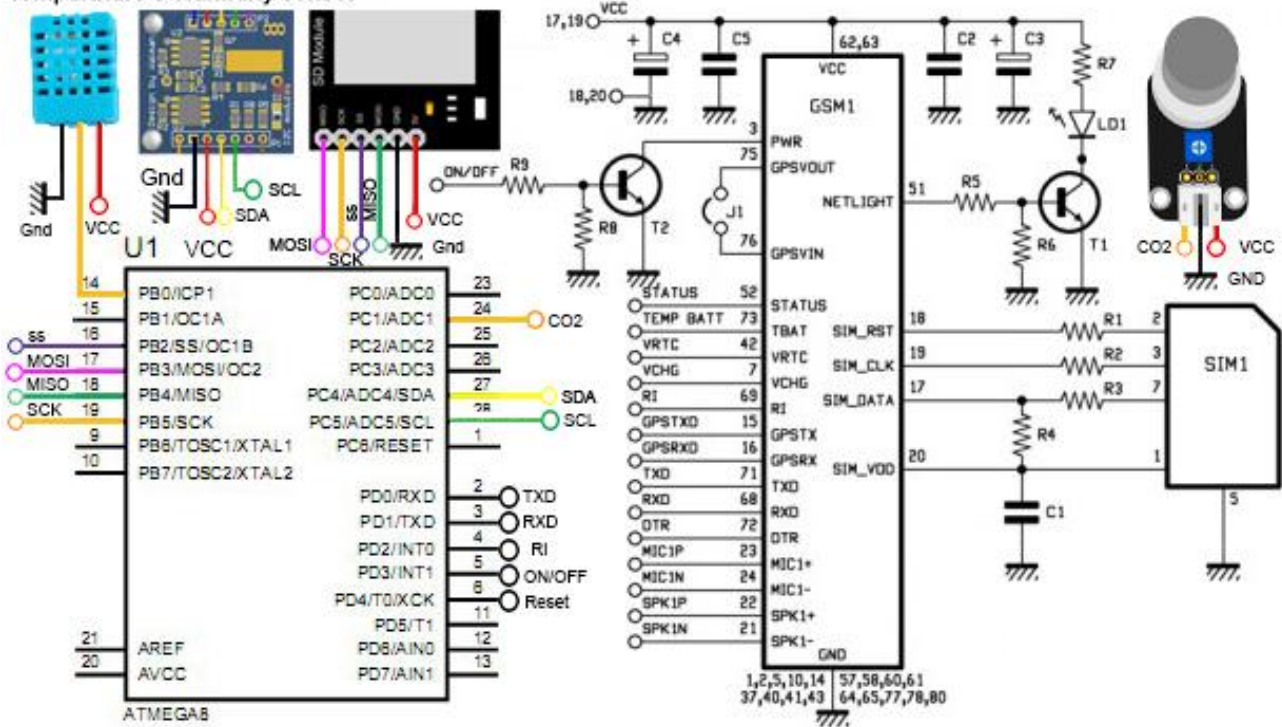 17,19 VCC
C4 C5 62,63 C2 C3
VCC
GSM1
R7
LD1
18,20
SD Module
MOSI SCK SS MISO GND 5V
Gnd VCC
Gnd VCC SDA SCL
MOSI SCK SS MISO Gnd VCC
ON/OFF R9
R8
T2
3 PWR
75 GPSVOUT
J1
76 GPSVIN
NETLIGHT 51 R5
R6
T1
CO2 VCC
GND
STATUS 52 STATUS
TEMP BATT 73 TBAT
VRTC 42 VRTC
VCHG 7 VCHG
RI 69 RI
GPSTXD 15 GPSTX
GPSRXD 16 GPSRX
TXD 71 TXD
RXD 68 RXD
DTR 72 DTR
MIC1P 23 MIC1+
MIC1N 24 MIC1-
SPK1P 22 SPK1+
SPK1N 21 SPK1-
GND
1,2,5,10,14 57,58,60,61
37,40,41,43 64,65,77,78,80
SIM_RST 18 R1 2
SIM_CLK 19 R2 3
SIM_DATA 17 R3 7
R4
SIM_VDD 20 1
SIM1
C1
5
U1
14 PB0/ICP1 PC0/ADC0 23
15 PB1/OC1A PC1/ADC1 24 CO2
ss 16 PB2/SS/OC1B PC2/ADC2 25
MOSI 17 PB3/MOSI/OC2 PC3/ADC3 26
MISO 18 PB4/MISO PC4/ADC4/SDA 27 SDA
SCK 19 PB5/SCK PC5/ADC5/SCL 28 SCL
9 PB6/TOSC1/XTAL1 PC6/RESET 1
10 PB7/TOSC2/XTAL2
PD0/RXD 2 TXD
PD1/TXD 3 RXD
PD2/INT0 4 RI
PD3/INT1 5 ON/OFF
PD4/T0/XCK 6 Reset
PD5/T1 11
21 AREF PD6/AIN0 12
20 AVCC PD7/AIN1 13
ATMEGA8